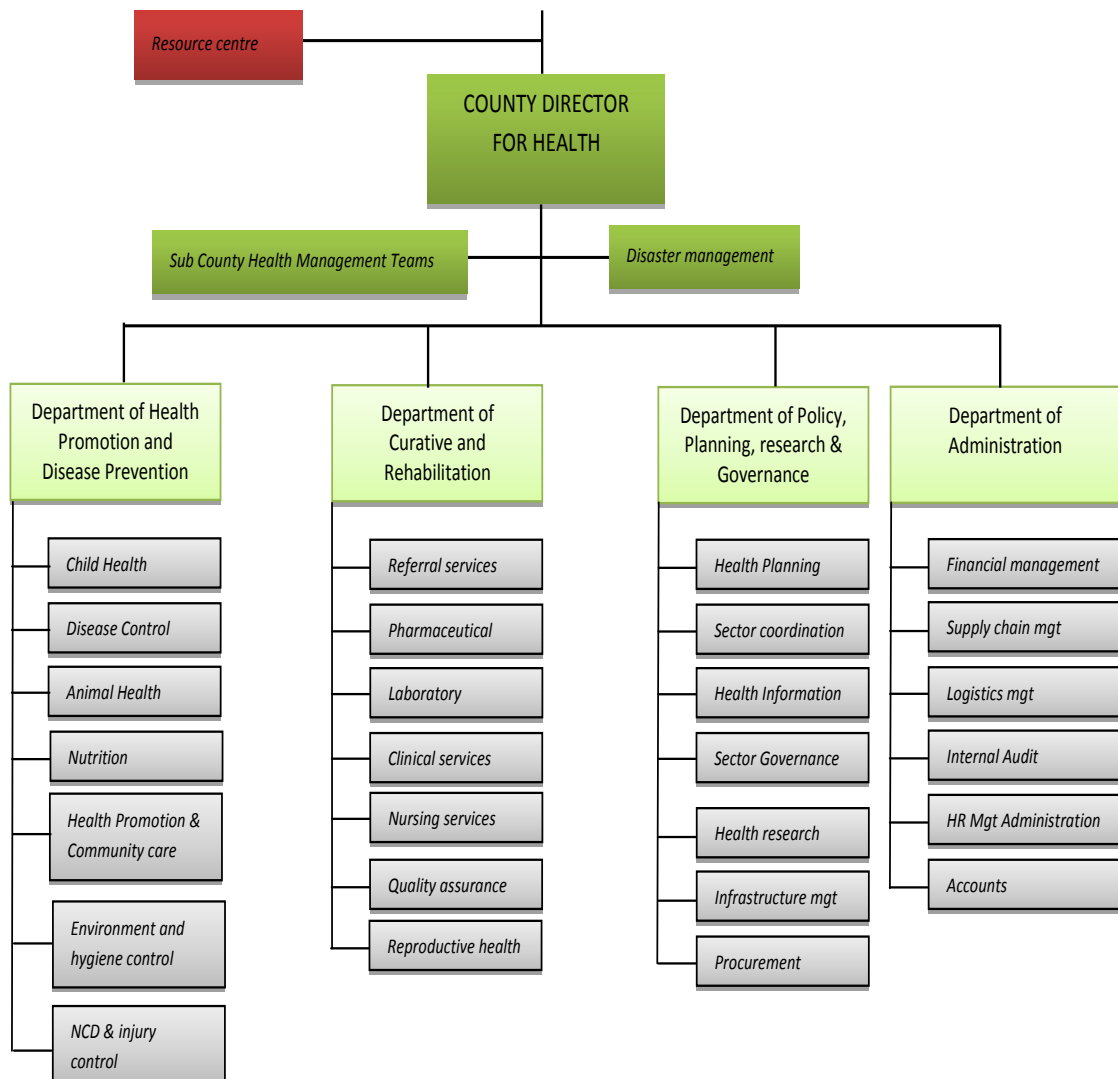 Resource centre
COUNTY DIRECTOR
FOR HEALTH
Sub County Health Management Teams
Disaster management
Department of Health
Promotion and
Disease Prevention
Child Health
Disease Control
Animal Health
Nutrition
Health Promotion &
Community care
Environment and
hygiene control
NCD & injury
control
Department of
Curative and
Rehabilitation
Referral services
Pharmaceutical
Laboratory
Clinical services
Nursing services
Quality assurance
Reproductive health
Department of Policy,
Planning, research &
Governance
Health Planning
Sector coordination
Health Information
Sector Governance
Health research
Infrastructure mgt
Procurement
Department of
Administration
Financial management
Supply chain mgt
Logistics mgt
Internal Audit
HR Mgt Administration
Accounts